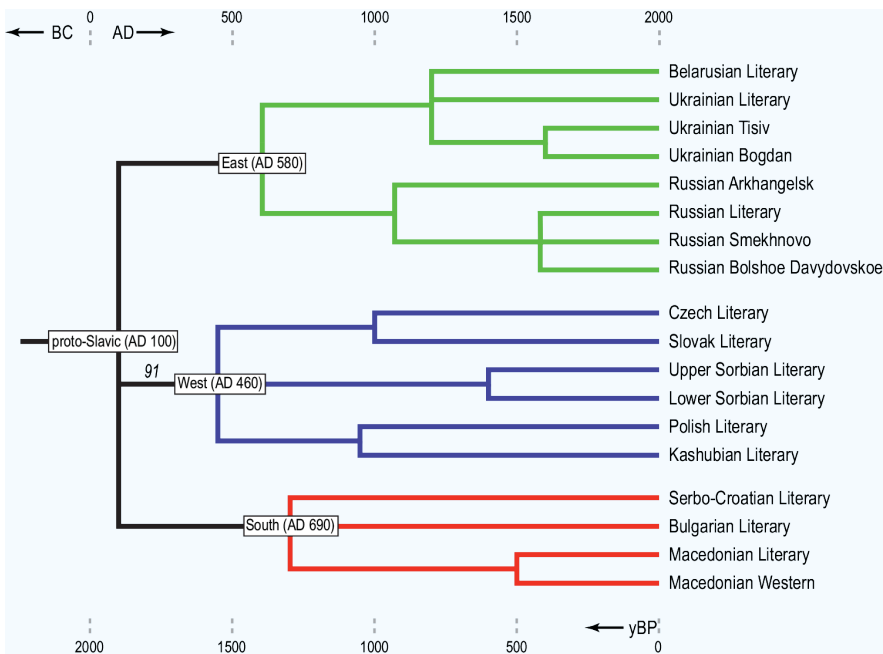 0 500 1000 1500 2000
BC AD
Belarusian Literary
Ukrainian Literary
Ukrainian Tisiv
Ukrainian Bogdan
East (AD 580)
Russian Arkhangelsk
Russian Literary
Russian Smekhnovo
Russian Bolshoe Davydovskoe
Czech Literary
proto-Slavic (AD 100)
Slovak Literary
91
Upper Sorbian Literary
West (AD 460)
Lower Sorbian Literary
Polish Literary
Kashubian Literary
Serbo-Croatian Literary
South (AD 690)
Bulgarian Literary
Macedonian Literary
Macedonian Western
yBP
2000 1500 1000 500 0